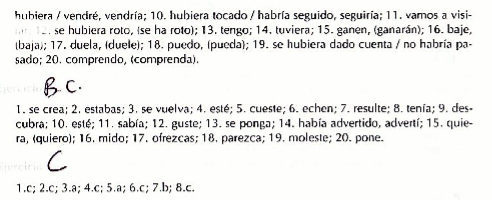 hubiera / vendré, vendría; 10. hubiera tocado / habría seguido, seguiría; 11. vamos a visi-
se hubiera roto, (se ha roto); 13. tengo; 14. tuviera; 15. ganen, (ganarán); 16. baje,
(baja); 17. duela, (duele); 18. puedo, (pueda); 19. se hubiera dado cuenta / no habría pa-
sado; 20. comprendo, (comprenda).
B C.
1. se crea; 2. estabas; 3. se vuelva; 4. esté; 5. cueste; 6. echen; 7. resulte; 8. tenía; 9. des-
cubra; 10. esté; 11. sabía; 12. guste; 13. se ponga; 14. había advertido, advertí; 15. quie-
ra, (quiero); 16. mido; 17. ofrezcas; 18. parezca; 19. moleste; 20. pone.
C
1.c; 2.c; 3.a; 4.c; 5.a; 6.c; 7.b; 8.c.